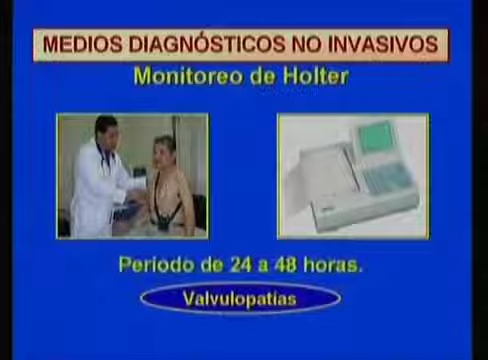 MEDIOS DIAGNÓSTICOS NO INVASIVOS
Monitoreo de Holter
Periodo de 24 a 48 horas.
Valvulopatías